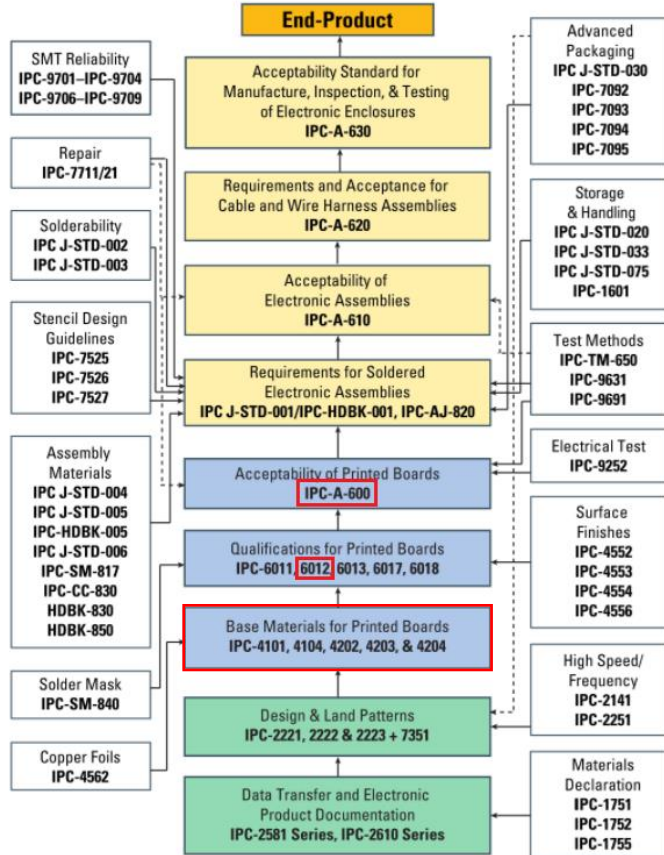 End-Product
SMT Reliability
IPC-9701–IPC-9704
IPC-9706–IPC-9709
Repair
IPC-7711/21
Solderability
IPC J-STD-002
IPC J-STD-003
Stencil Design
Guidelines
IPC-7525
IPC-7526
IPC-7527
Assembly
Materials
IPC J-STD-004
IPC J-STD-005
IPC-HDBK-005
IPC J-STD-006
IPC-SM-817
IPC-CC-830
HDBK-830
HDBK-850
Solder Mask
IPC-SM-840
Copper Foils
IPC-4562
Acceptability Standard for
Manufacture, Inspection, & Testing
of Electronic Enclosures
IPC-A-630
Requirements and Acceptance for
Cable and Wire Harness Assemblies
IPC-A-620
Acceptability of
Electronic Assemblies
IPC-A-610
Requirements for Soldered
Electronic Assemblies
IPC J-STD-001/IPC-HDBK-001, IPC-AJ-820
Acceptability of Printed Boards
IPC-A-600
Qualifications for Printed Boards
IPC-6011, 6012, 6013, 6017, 6018
Base Materials for Printed Boards
IPC-4101, 4104, 4202, 4203, & 4204
Design & Land Patterns
IPC-2221, 2222 & 2223 + 7351
Data Transfer and Electronic
Product Documentation
IPC-2581 Series, IPC-2610 Series
Advanced
Packaging
IPC J-STD-030
IPC-7092
IPC-7093
IPC-7094
IPC-7095
Storage
& Handling
IPC J-STD-020
IPC J-STD-033
IPC J-STD-075
IPC-1601
Test Methods
IPC-TM-650
IPC-9631
IPC-9691
Electrical Test
IPC-9252
Surface
Finishes
IPC-4552
IPC-4553
IPC-4554
IPC-4556
High Speed/
Frequency
IPC-2141
IPC-2251
Materials
Declaration
IPC-1751
IPC-1752
IPC-1755